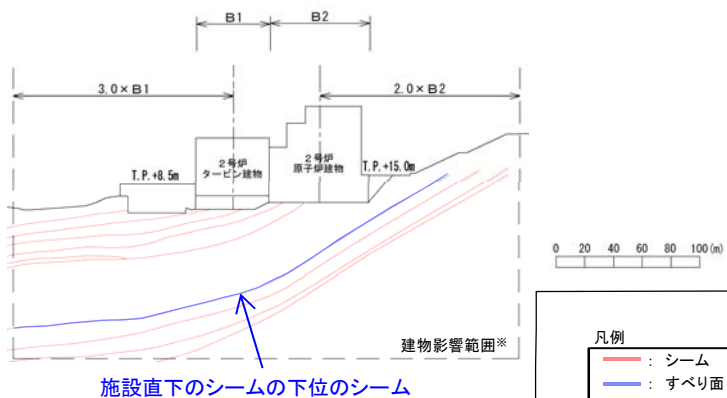 B1
B2
3.0×B1
2.0×B2
2号炉
タービン建物
2号炉
原子炉建物
T.P.+8.5m
T.P.+15.0m
0 20 40 60 80 100(m)
建物影響範囲※
凡例
: シーム
: すべり面
施設直下のシームの下位のシーム